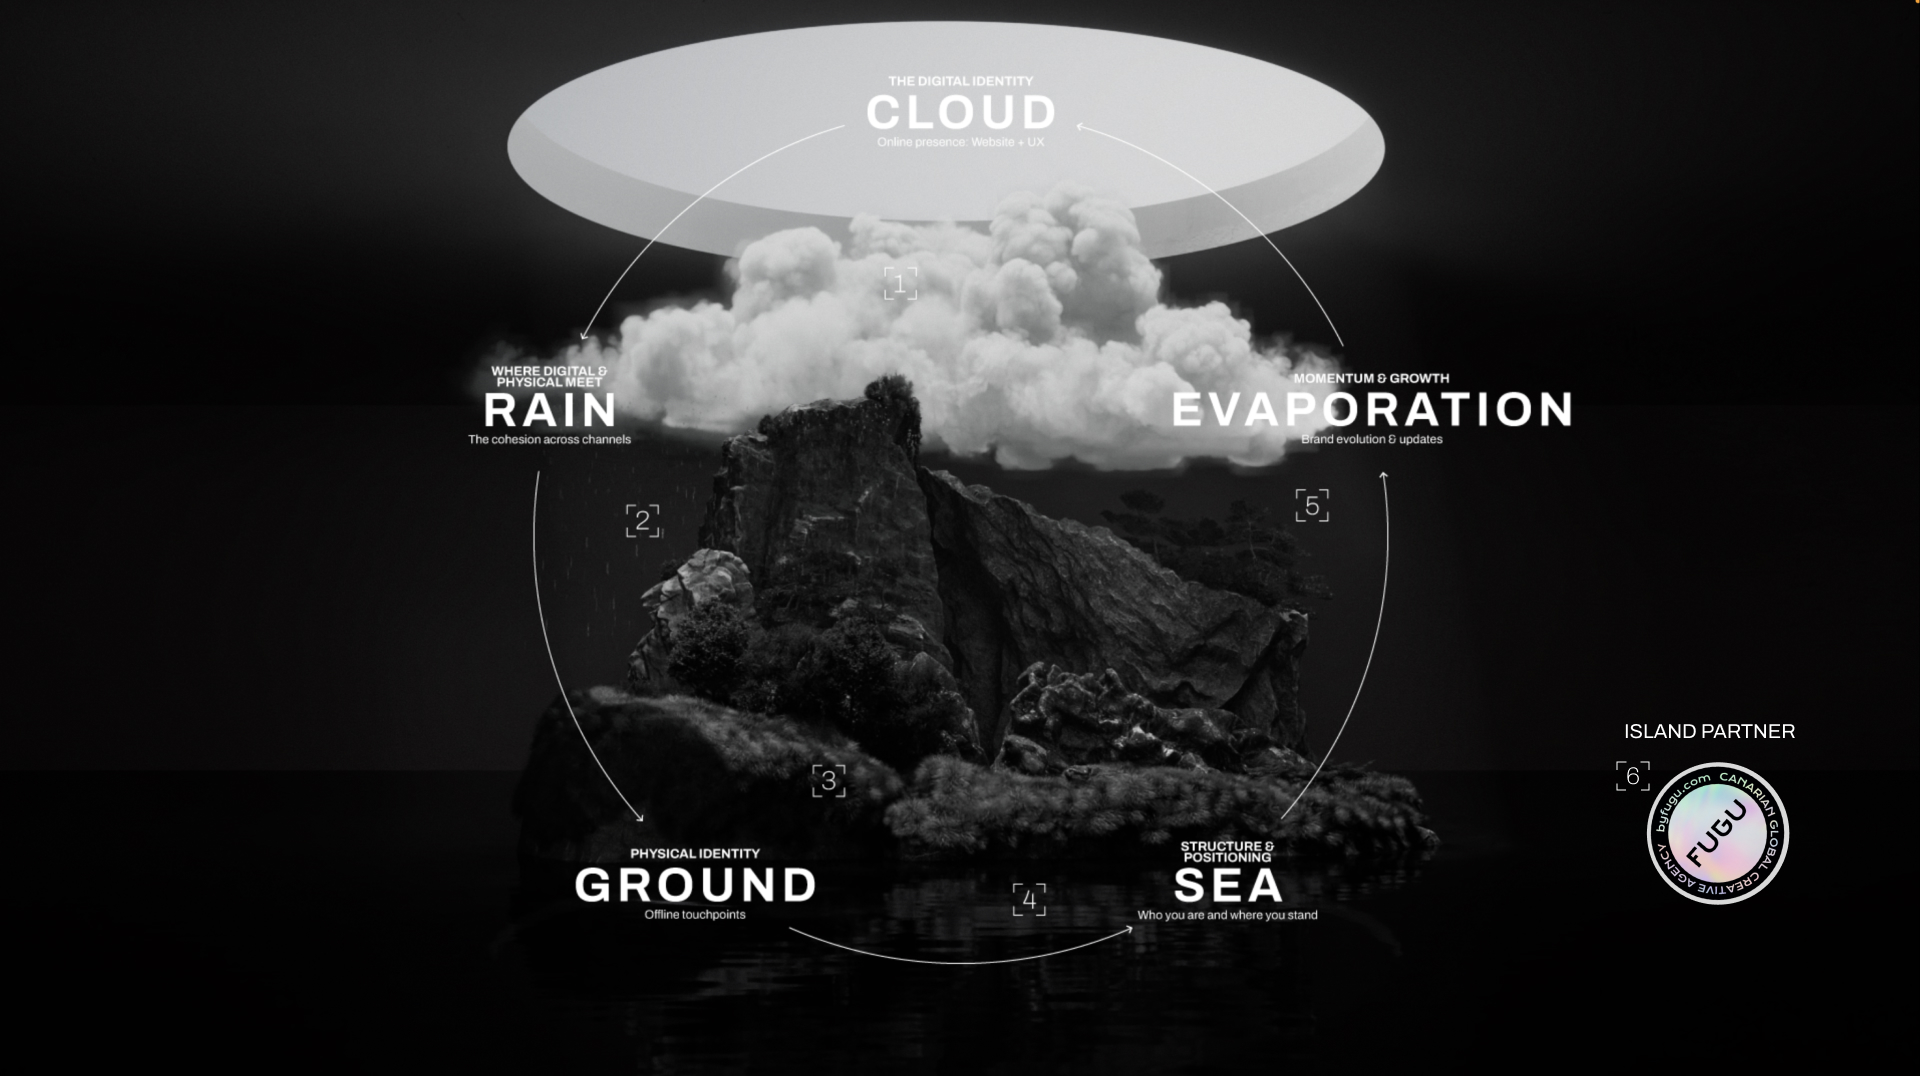 THE DIGITAL IDENTITY
CLOUD
Online presence: Website + UX
1
WHERE DIGITAL &
PHYSICAL MEET
RAIN
The cohesion across channels
MOMENTUM & GROWTH
EVAPORATION
Brand evolution & updates
2
5
3
PHYSICAL IDENTITY
GROUND
Offline touchpoints
4
STRUCTURE &
POSITIONING
SEA
Who you are and where you stand
ISLAND PARTNER
6
byfugu.com CANARIAN GLOBAL CREATIVE AGENCY
FUGU